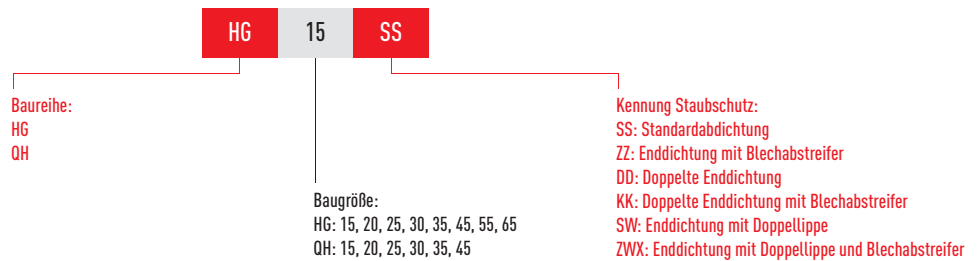 HG 15 SS
Baureihe:
HG
QH
Baugröße:
HG: 15, 20, 25, 30, 35, 45, 55, 65
QH: 15, 20, 25, 30, 35, 45
Kennung Staubschutz:
SS: Standardabdichtung
ZZ: Enddichtung mit Blechabstreifer
DD: Doppelte Enddichtung
KK: Doppelte Enddichtung mit Blechabstreifer
SW: Enddichtung mit Doppellippe
ZWX: Enddichtung mit Doppellippe und Blechabstreifer